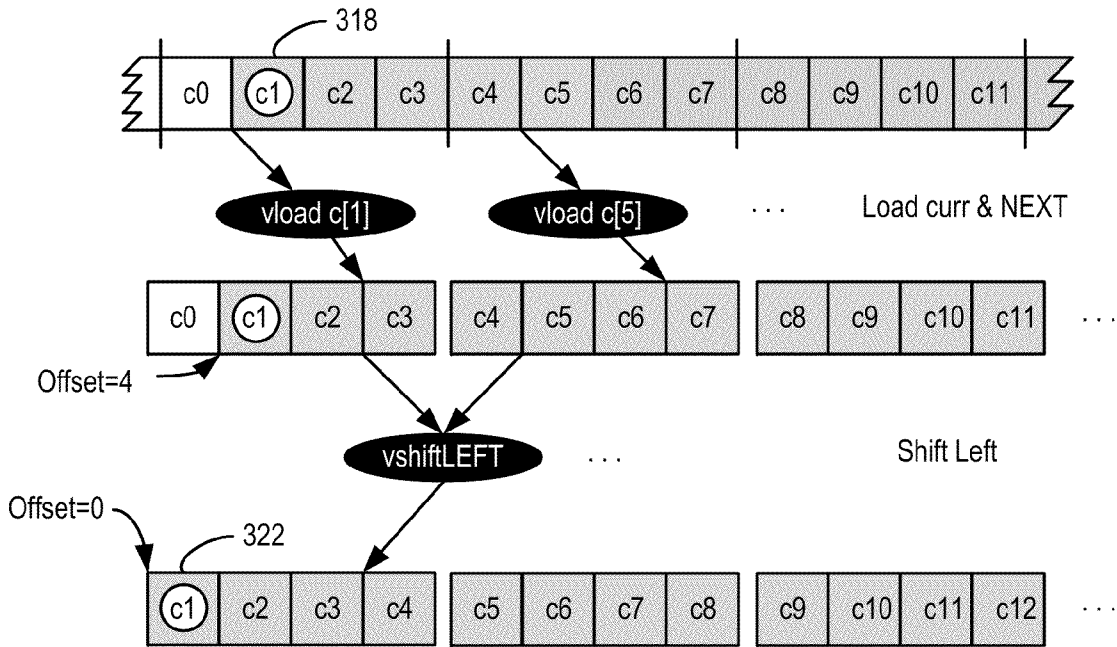 318
c0 c1 c2 c3 c4 c5 c6 c7 c8 c9 c10 c11
vload c[1] vload c[5] . . . Load curr & NEXT
c0 c1 c2 c3 c4 c5 c6 c7 c8 c9 c10 c11 . . .
Offset=4
vshiftLEFT . . . Shift Left
Offset=0
322
c1 c2 c3 c4 c5 c6 c7 c8 c9 c10 c11 c12 . . .